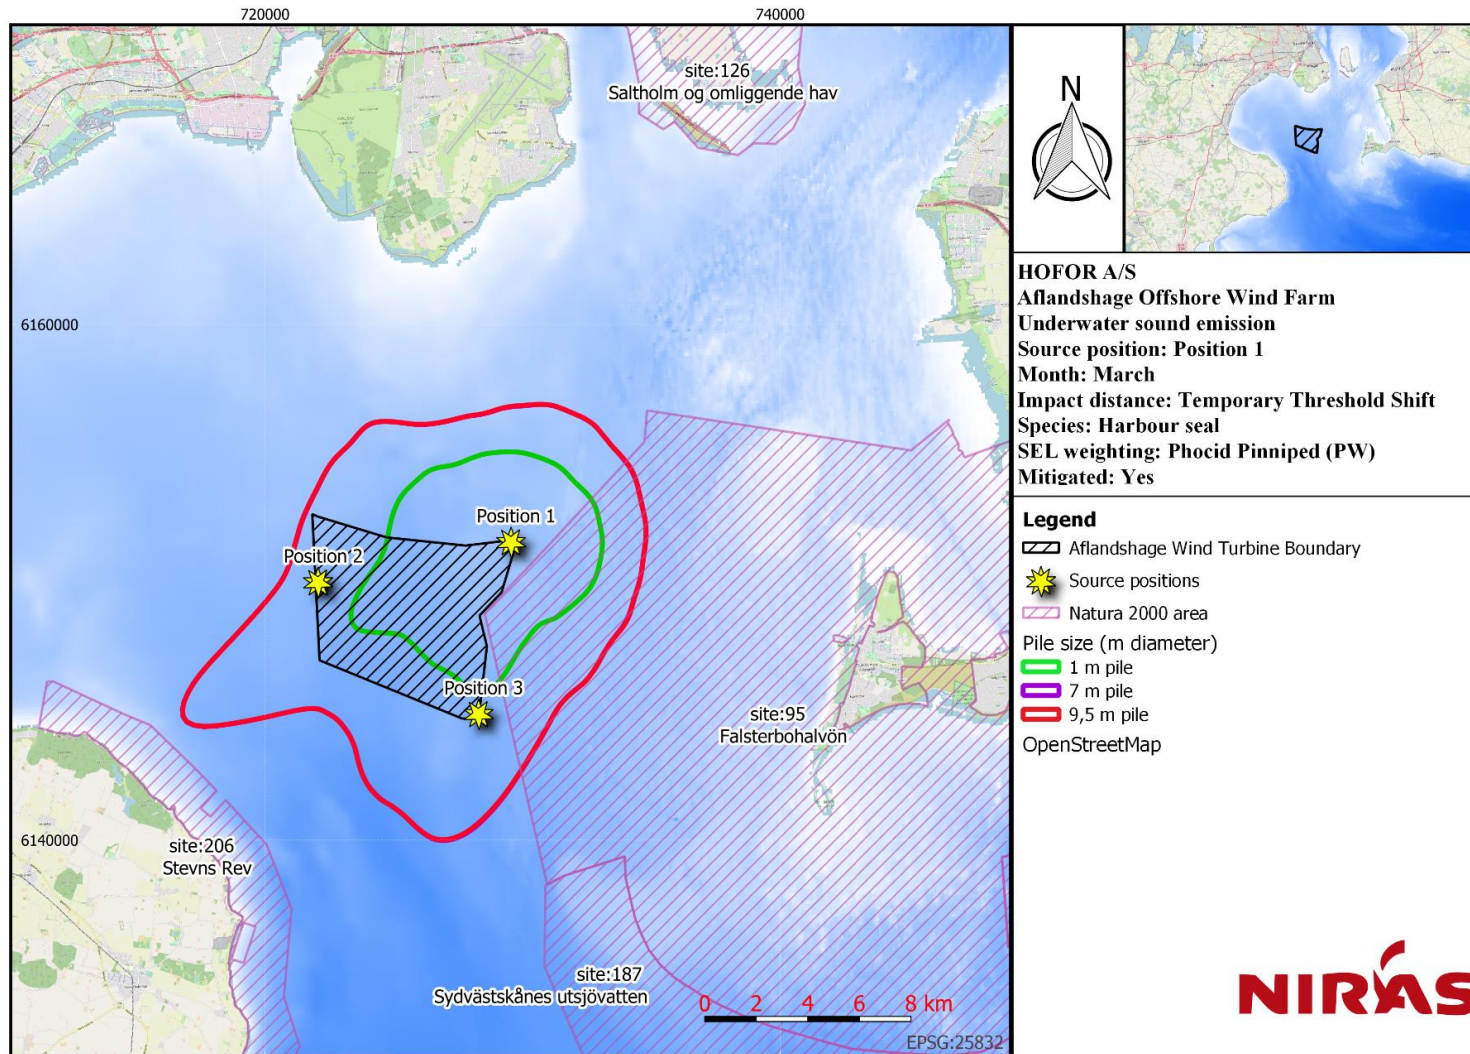 720000
740000
site:126
Saltholm og omliggende hav
6160000
Position 1
Position 2
Position 3
site:95
Falsterbohalvön
6140000
site:206
Stevns Rev
site:187
Sydvästskånes utsjövatten
0 2 4 6 8 km
EPSG:25832
N
HOFOR A/S
Aflandshage Offshore Wind Farm
Underwater sound emission
Source position: Position 1
Month: March
Impact distance: Temporary Threshold Shift
Species: Harbour seal
SEL weighting: Phocid Pinniped (PW)
Mitigated: Yes
Legend
Aflandshage Wind Turbine Boundary
Source positions
Natura 2000 area
Pile size (m diameter)
1 m pile
7 m pile
9,5 m pile
OpenStreetMap
NIRAS